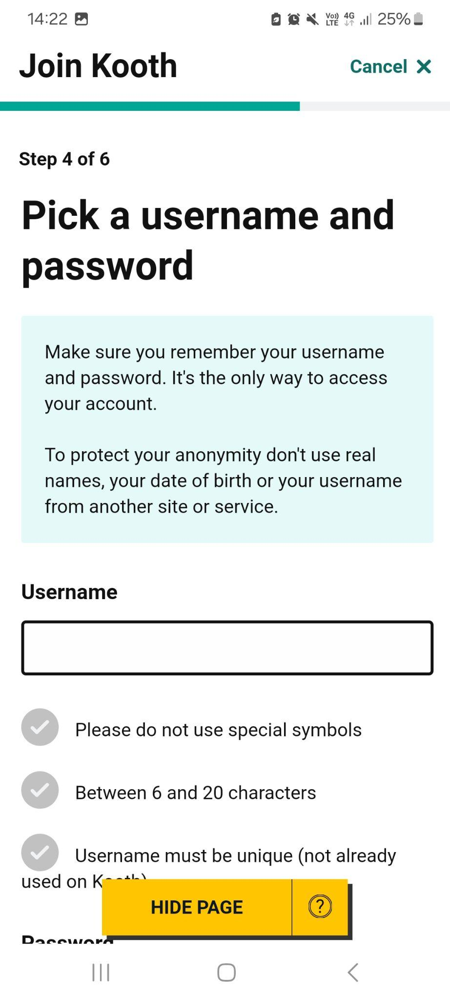 14:22
Vo)) LTE 4G 25%
Join Kooth
Cancel
Step 4 of 6
Pick a username and
password
Make sure you remember your username
and password. It's the only way to access
your account.
To protect your anonymity don't use real
names, your date of birth or your username
from another site or service.
Username
Please do not use special symbols
Between 6 and 20 characters
Username must be unique (not already
used on Kooth)
HIDE PAGE ?
Password